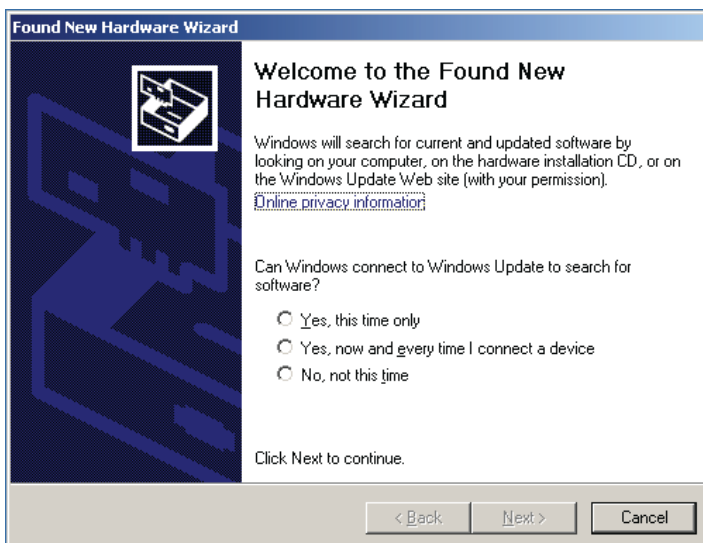 Found New Hardware Wizard
Welcome to the Found New
Hardware Wizard
Windows will search for current and updated software by
looking on your computer, on the hardware installation CD, or on
the Windows Update Web site (with your permission).
Online privacy information
Can Windows connect to Windows Update to search for
software?
Yes, this time only
Yes, now and every time I connect a device
No, not this time
Click Next to continue.
< Back Next > Cancel